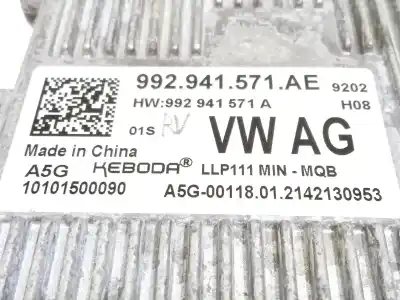 992.941.571.AE 9202
HW:992 941 571 A H08
01S RV VW AG
Made in China
A5G KEBODA® LLP111 MIN - MQB
10101500090 A5G-00118.01.2142130953